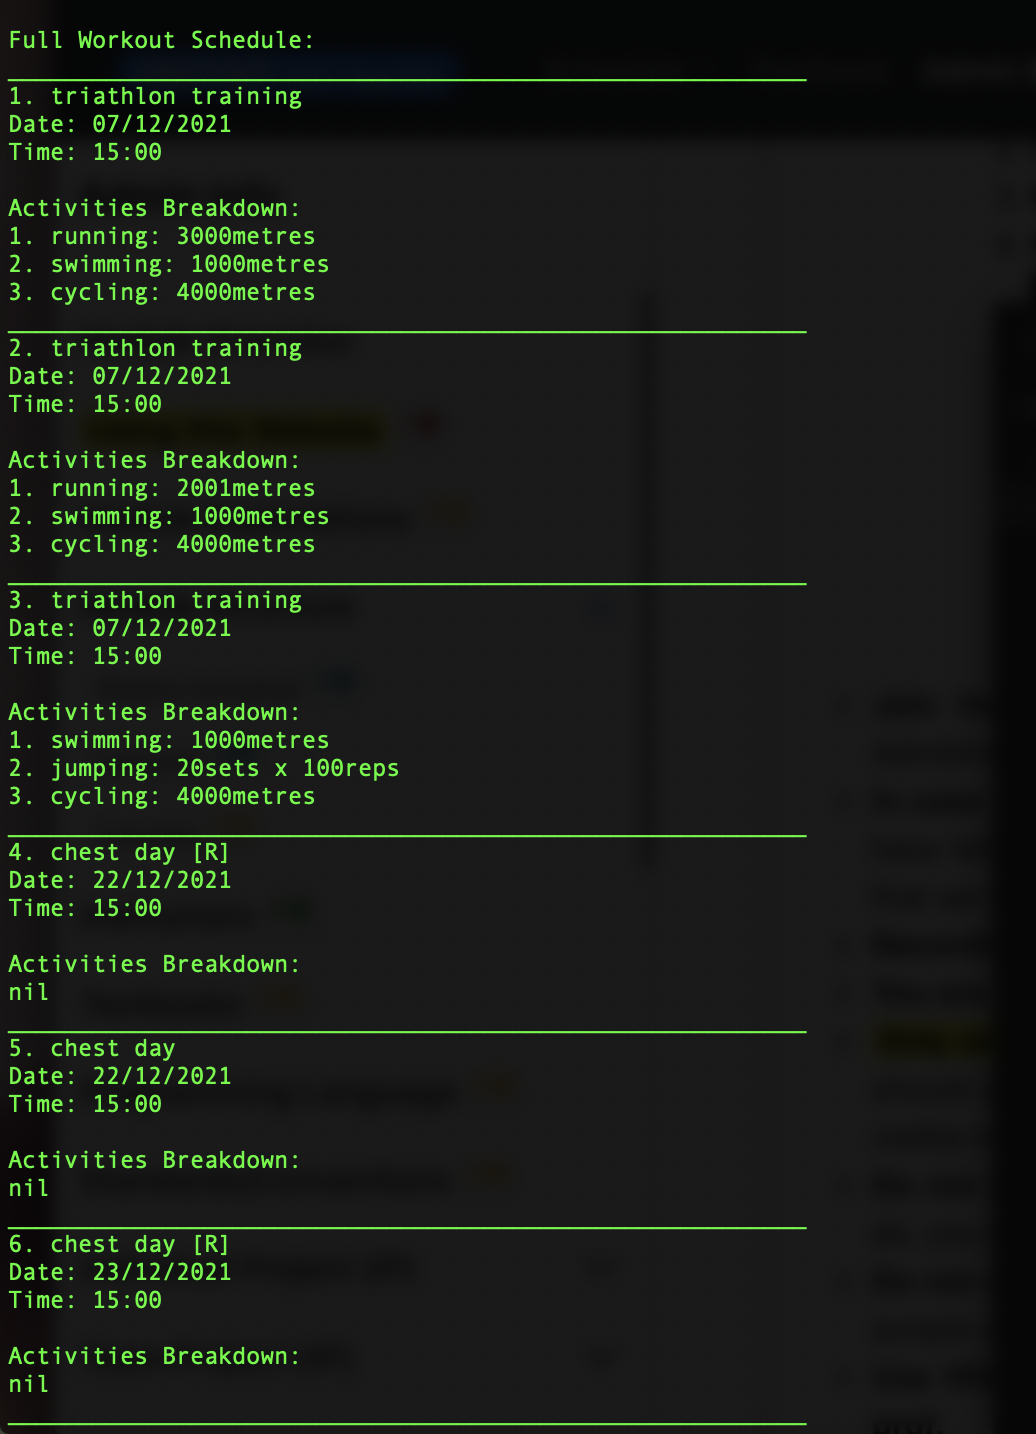 Full Workout Schedule:
1. triathlon training
Date: 07/12/2021
Time: 15:00
Activities Breakdown:
1. running: 3000metres
2. swimming: 1000metres
3. cycling: 4000metres
2. triathlon training
Date: 07/12/2021
Time: 15:00
Activities Breakdown:
1. running: 2001metres
2. swimming: 1000metres
3. cycling: 4000metres
3. triathlon training
Date: 07/12/2021
Time: 15:00
Activities Breakdown:
1. swimming: 1000metres
2. jumping: 20sets x 100reps
3. cycling: 4000metres
4. chest day [R]
Date: 22/12/2021
Time: 15:00
Activities Breakdown:
nil
5. chest day
Date: 22/12/2021
Time: 15:00
Activities Breakdown:
nil
6. chest day [R]
Date: 23/12/2021
Time: 15:00
Activities Breakdown:
nil